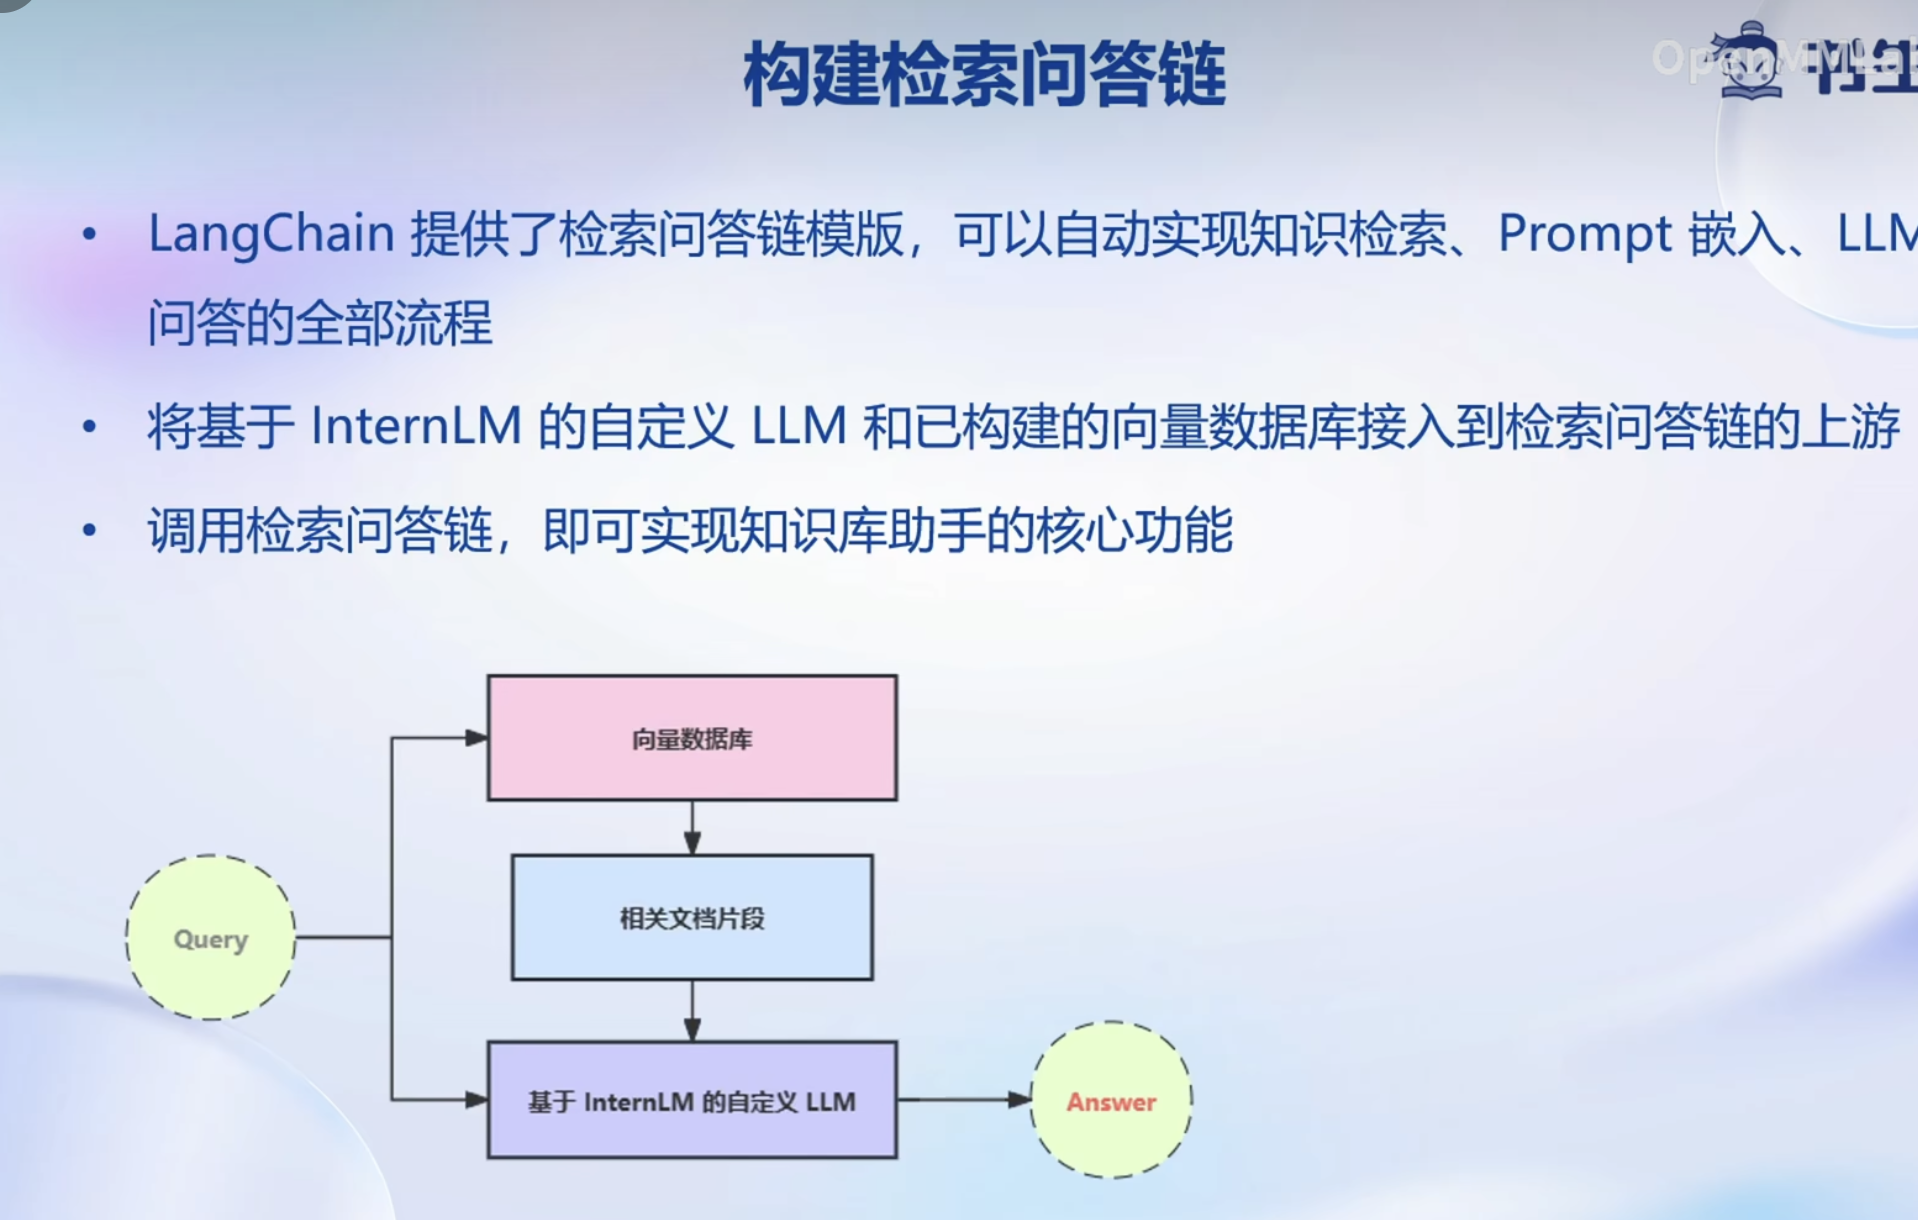 构建检索问答链
OpenMMLab
书生
• LangChain 提供了检索问答链模版，可以自动实现知识检索、Prompt 嵌入、LLM
问答的全部流程
• 将基于 InternLM 的自定义 LLM 和已构建的向量数据库接入到检索问答链的上游
• 调用检索问答链，即可实现知识库助手的核心功能
向量数据库
相关文档片段
Query
基于 InternLM 的自定义 LLM
Answer